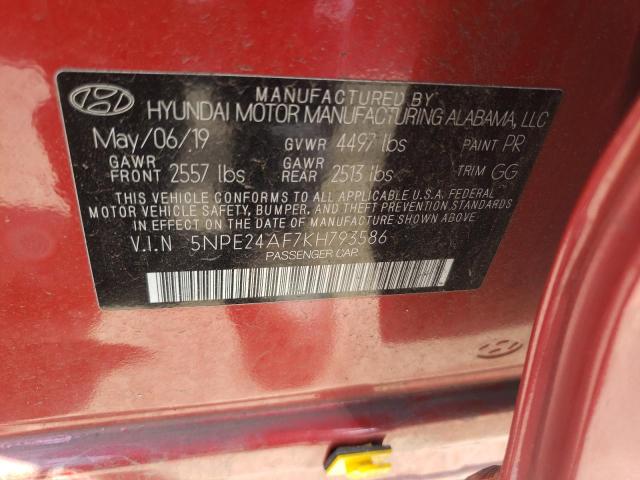 MANUFACTURED BY
HYUNDAI MOTOR MANUFACTURING ALABAMA, LLC
May/06/19 GVWR 4497 lbs PAINT PR
GAWR FRONT 2557 lbs GAWR REAR 2513 lbs TRIM GG
THIS VEHICLE CONFORMS TO ALL APPLICABLE U.S.A. FEDERAL
MOTOR VEHICLE SAFETY, BUMPER, AND THEFT PREVENTION STANDARDS
IN EFFECT ON THE DATE OF MANUFACTURE SHOWN ABOVE.
V.I.N 5NPE24AF7KH793586
PASSENGER CAR